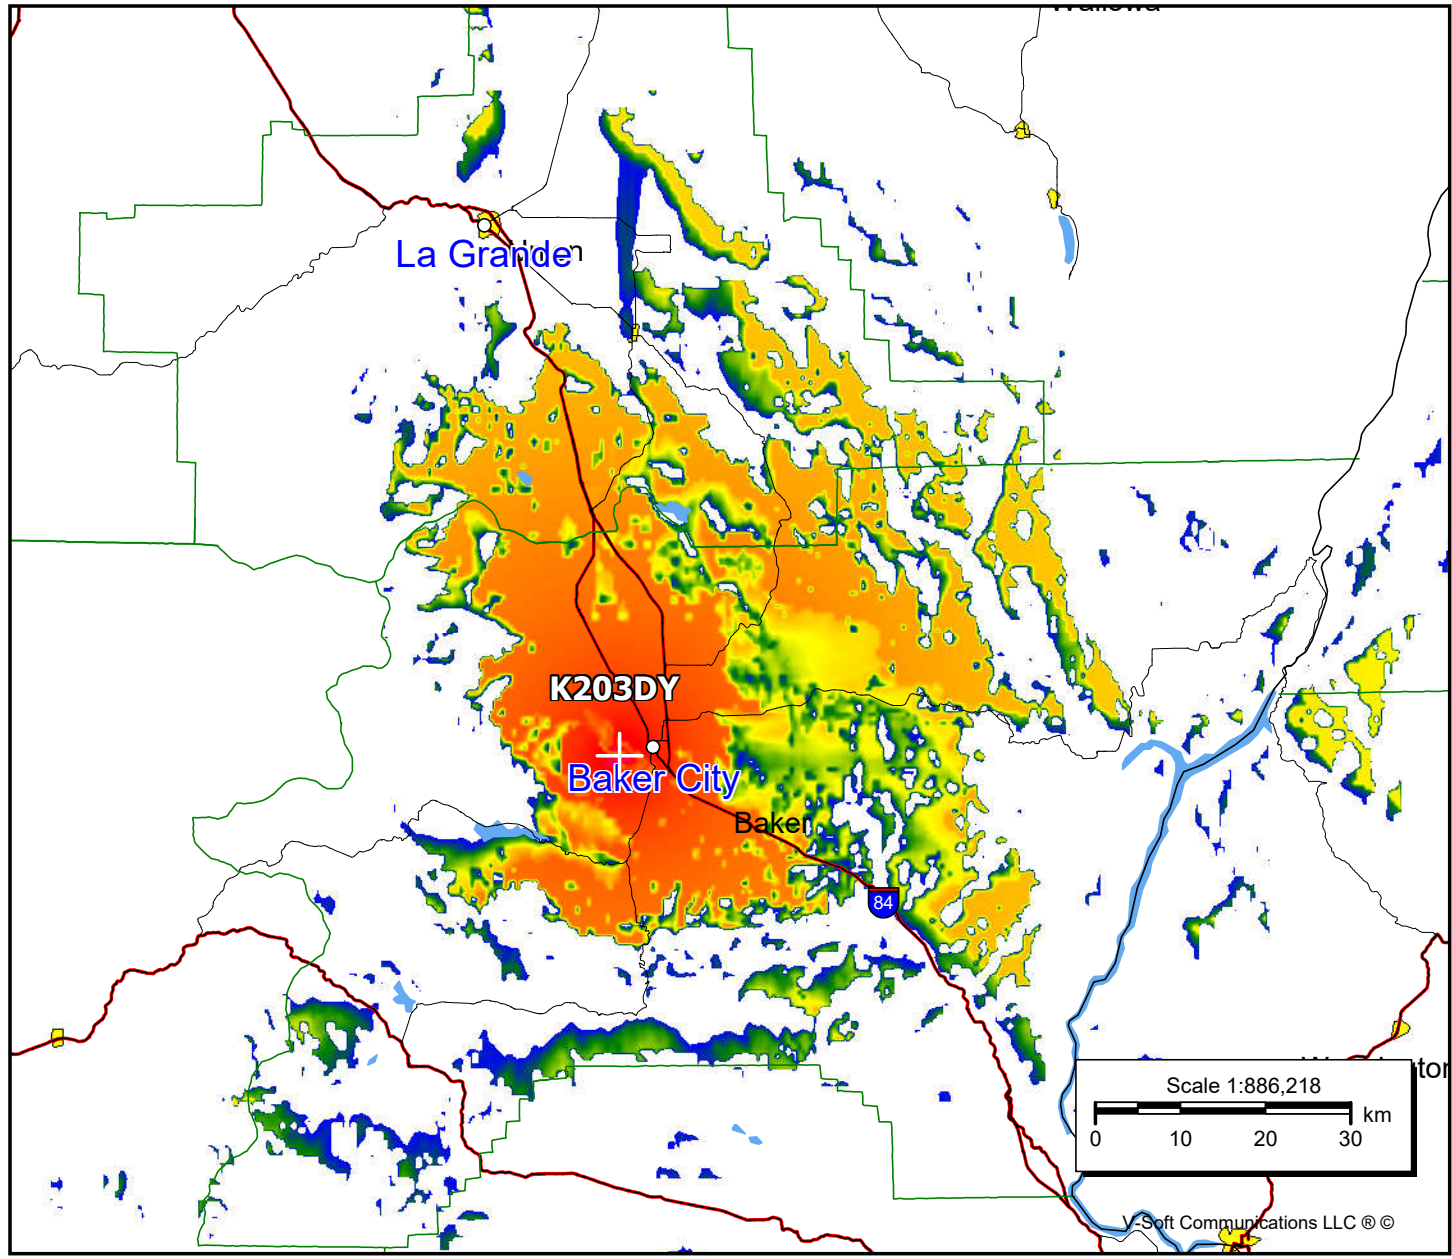 La Grande
K203DY
Baker City
Baker
84
Scale 1:886,218
km
0 10 20 30
V-Soft Communications LLC ® ©